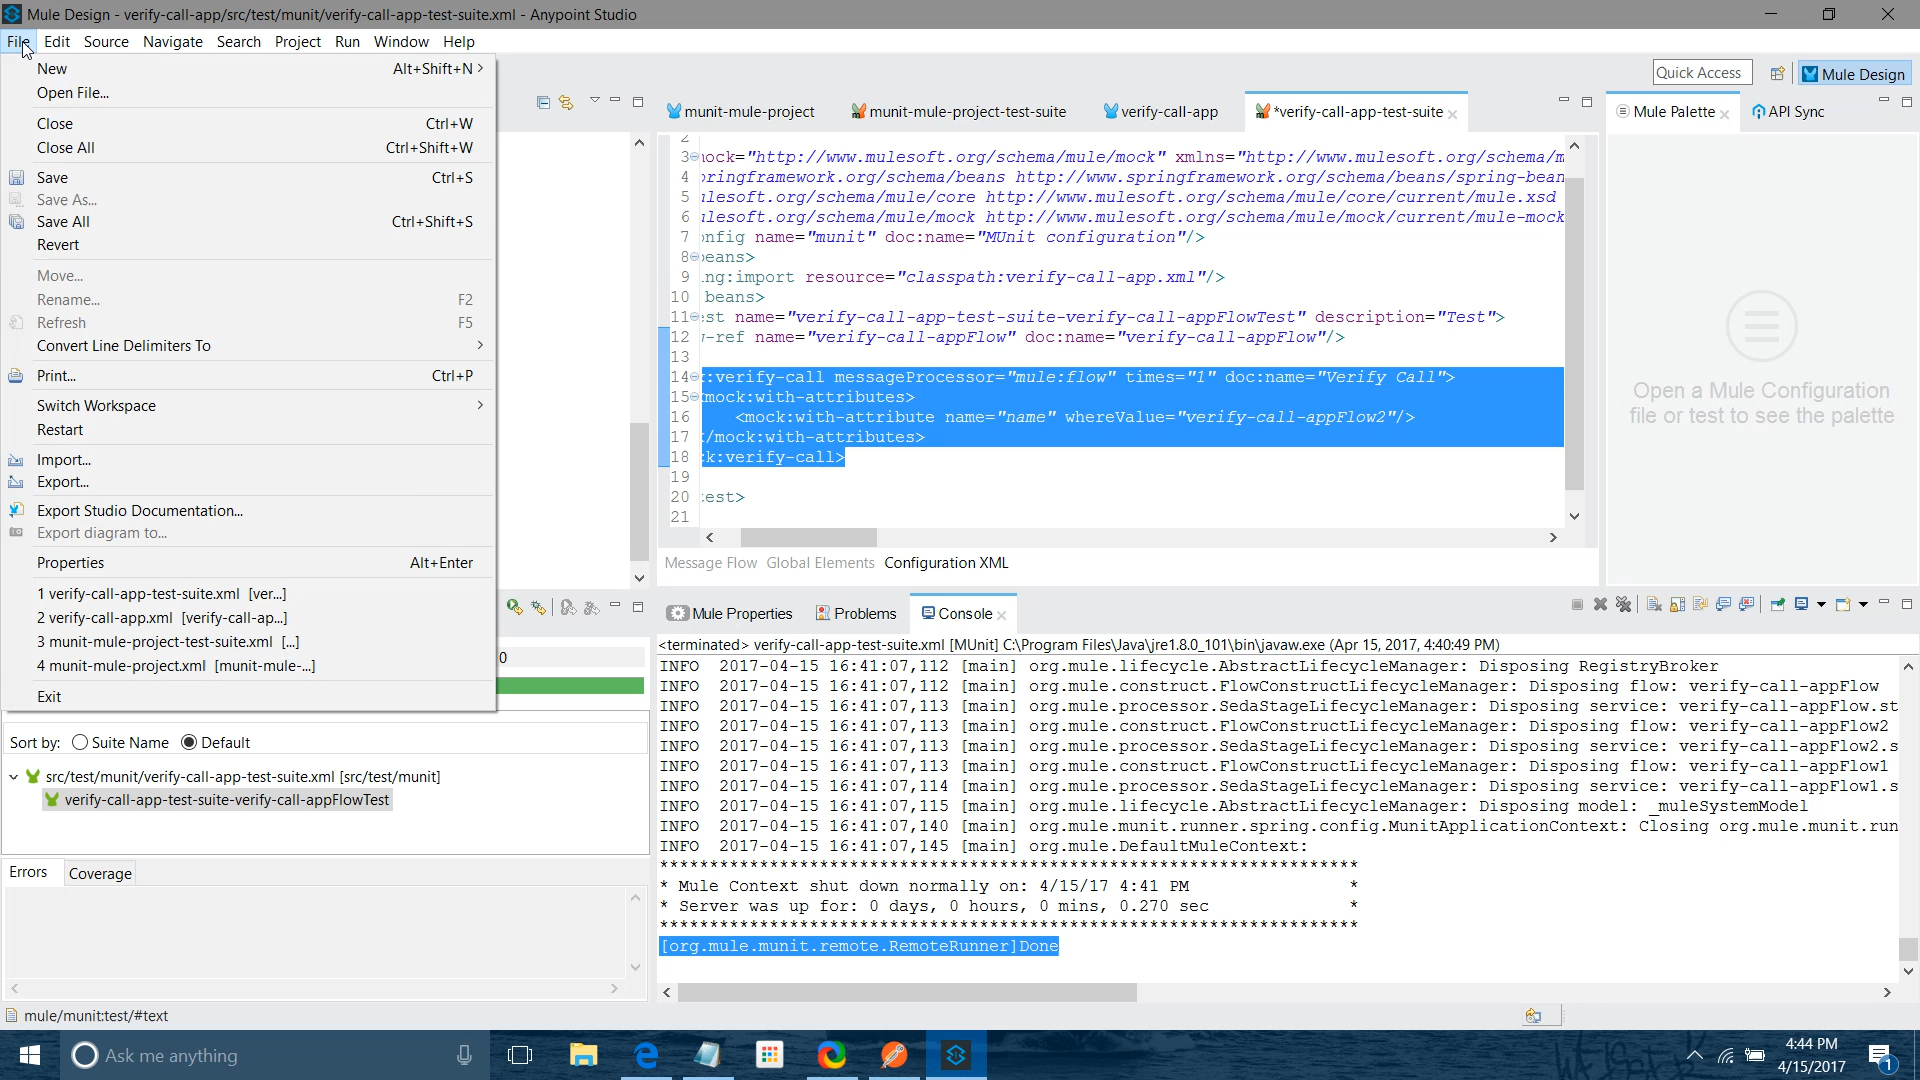 Mule Design - verify-call-app/src/test/munit/verify-call-app-test-suite.xml - Anypoint Studio
File Edit Source Navigate Search Project Run Window Help
New Alt+Shift+N
Open File...
Close Ctrl+W
Close All Ctrl+Shift+W
Save Ctrl+S
Save As...
Save All Ctrl+Shift+S
Revert
Move...
Rename... F2
Refresh F5
Convert Line Delimiters To
Print... Ctrl+P
Switch Workspace
Restart
Import...
Export...
Export Studio Documentation...
Export diagram to...
Properties Alt+Enter
1 verify-call-app-test-suite.xml [ver...]
2 verify-call-app.xml [verify-call-ap...]
3 munit-mule-project-test-suite.xml [...]
4 munit-mule-project.xml [munit-mule-...]
Exit
Quick Access
Mule Design
munit-mule-project munit-mule-project-test-suite verify-call-app *verify-call-app-test-suite
2
3 ock="http://www.mulesoft.org/schema/mule/mock" xmlns="http://www.mulesoft.org/schema/m
4 pringframework.org/schema/beans http://www.springframework.org/schema/beans/spring-bean
5 ulesoft.org/schema/mule/core http://www.mulesoft.org/schema/mule/core/current/mule.xsd
6 ulesoft.org/schema/mule/mock http://www.mulesoft.org/schema/mule/mock/current/mule-mock
7 onfig name="munit" doc:name="MUnit configuration"/>
8 beans>
9 ng:import resource="classpath:verify-call-app.xml"/>
10 beans>
11 est name="verify-call-app-test-suite-verify-call-appFlowTest" description="Test">
12 w-ref name="verify-call-appFlow" doc:name="verify-call-appFlow"/>
13
14 k:verify-call messageProcessor="mule:flow" times="1" doc:name="Verify Call">
15 mock:with-attributes>
16 <mock:with-attribute name="name" whereValue="verify-call-appFlow2"/>
17 /mock:with-attributes>
18 k:verify-call>
19
20 test>
21
Message Flow Global Elements Configuration XML
Mule Palette API Sync
Open a Mule Configuration
file or test to see the palette
0
Sort by: Suite Name Default
src/test/munit/verify-call-app-test-suite.xml [src/test/munit]
verify-call-app-test-suite-verify-call-appFlowTest
Errors Coverage
Mule Properties Problems Console
<terminated> verify-call-app-test-suite.xml [MUnit] C:\Program Files\Java\jre1.8.0_101\bin\javaw.exe (Apr 15, 2017, 4:40:49 PM)
INFO 2017-04-15 16:41:07,112 [main] org.mule.lifecycle.AbstractLifecycleManager: Disposing RegistryBroker
INFO 2017-04-15 16:41:07,112 [main] org.mule.construct.FlowConstructLifecycleManager: Disposing flow: verify-call-appFlow
INFO 2017-04-15 16:41:07,113 [main] org.mule.processor.SedaStageLifecycleManager: Disposing service: verify-call-appFlow.st
INFO 2017-04-15 16:41:07,113 [main] org.mule.construct.FlowConstructLifecycleManager: Disposing flow: verify-call-appFlow2
INFO 2017-04-15 16:41:07,113 [main] org.mule.processor.SedaStageLifecycleManager: Disposing service: verify-call-appFlow2.s
INFO 2017-04-15 16:41:07,113 [main] org.mule.construct.FlowConstructLifecycleManager: Disposing flow: verify-call-appFlow1
INFO 2017-04-15 16:41:07,114 [main] org.mule.processor.SedaStageLifecycleManager: Disposing service: verify-call-appFlow1.s
INFO 2017-04-15 16:41:07,115 [main] org.mule.lifecycle.AbstractLifecycleManager: Disposing model: _muleSystemModel
INFO 2017-04-15 16:41:07,140 [main] org.mule.munit.runner.spring.config.MunitApplicationContext: Closing org.mule.munit.run
INFO 2017-04-15 16:41:07,145 [main] org.mule.DefaultMuleContext:
**********************************************************************
* Mule Context shut down normally on: 4/15/17 4:41 PM *
* Server was up for: 0 days, 0 hours, 0 mins, 0.270 sec *
**********************************************************************
[org.mule.munit.remote.RemoteRunner]Done
mule/munit:test/#text
Ask me anything
4:44 PM
4/15/2017
1